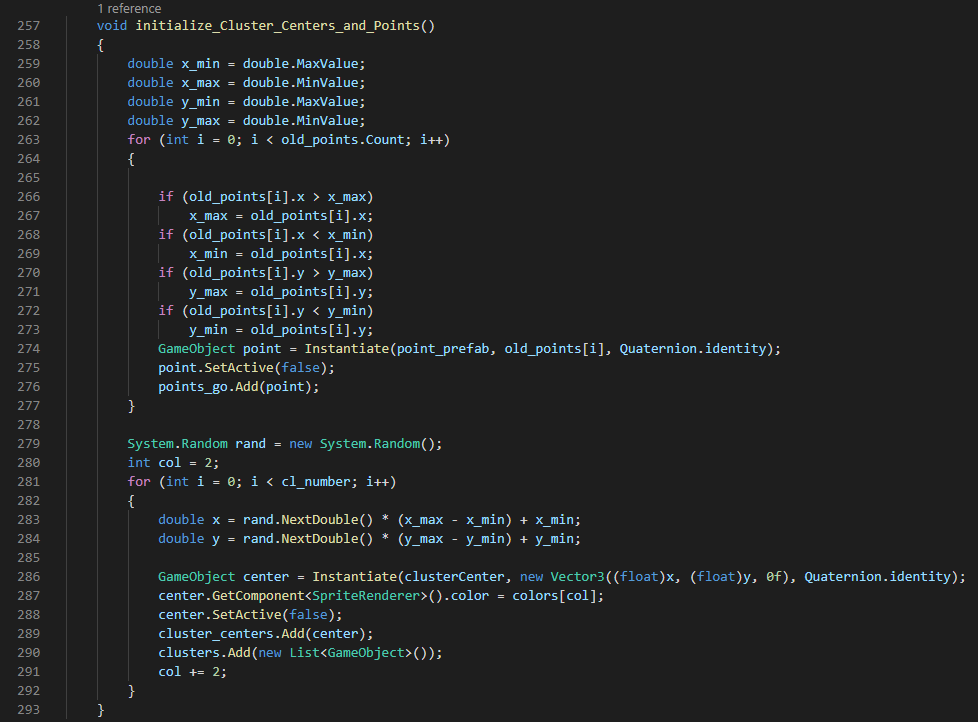 1 reference
257 void initialize_Cluster_Centers_and_Points()
258 {
259 double x_min = double.MaxValue;
260 double x_max = double.MinValue;
261 double y_min = double.MaxValue;
262 double y_max = double.MinValue;
263 for (int i = 0; i < old_points.Count; i++)
264 {
265
266 if (old_points[i].x > x_max)
267 x_max = old_points[i].x;
268 if (old_points[i].x < x_min)
269 x_min = old_points[i].x;
270 if (old_points[i].y > y_max)
271 y_max = old_points[i].y;
272 if (old_points[i].y < y_min)
273 y_min = old_points[i].y;
274 GameObject point = Instantiate(point_prefab, old_points[i], Quaternion.identity);
275 point.SetActive(false);
276 points_go.Add(point);
277 }
278
279 System.Random rand = new System.Random();
280 int col = 2;
281 for (int i = 0; i < cl_number; i++)
282 {
283 double x = rand.NextDouble() * (x_max - x_min) + x_min;
284 double y = rand.NextDouble() * (y_max - y_min) + y_min;
285
286 GameObject center = Instantiate(clusterCenter, new Vector3((float)x, (float)y, 0f), Quaternion.identity);
287 center.GetComponent<SpriteRenderer>().color = colors[col];
288 center.SetActive(false);
289 cluster_centers.Add(center);
290 clusters.Add(new List<GameObject>());
291 col += 2;
292 }
293 }